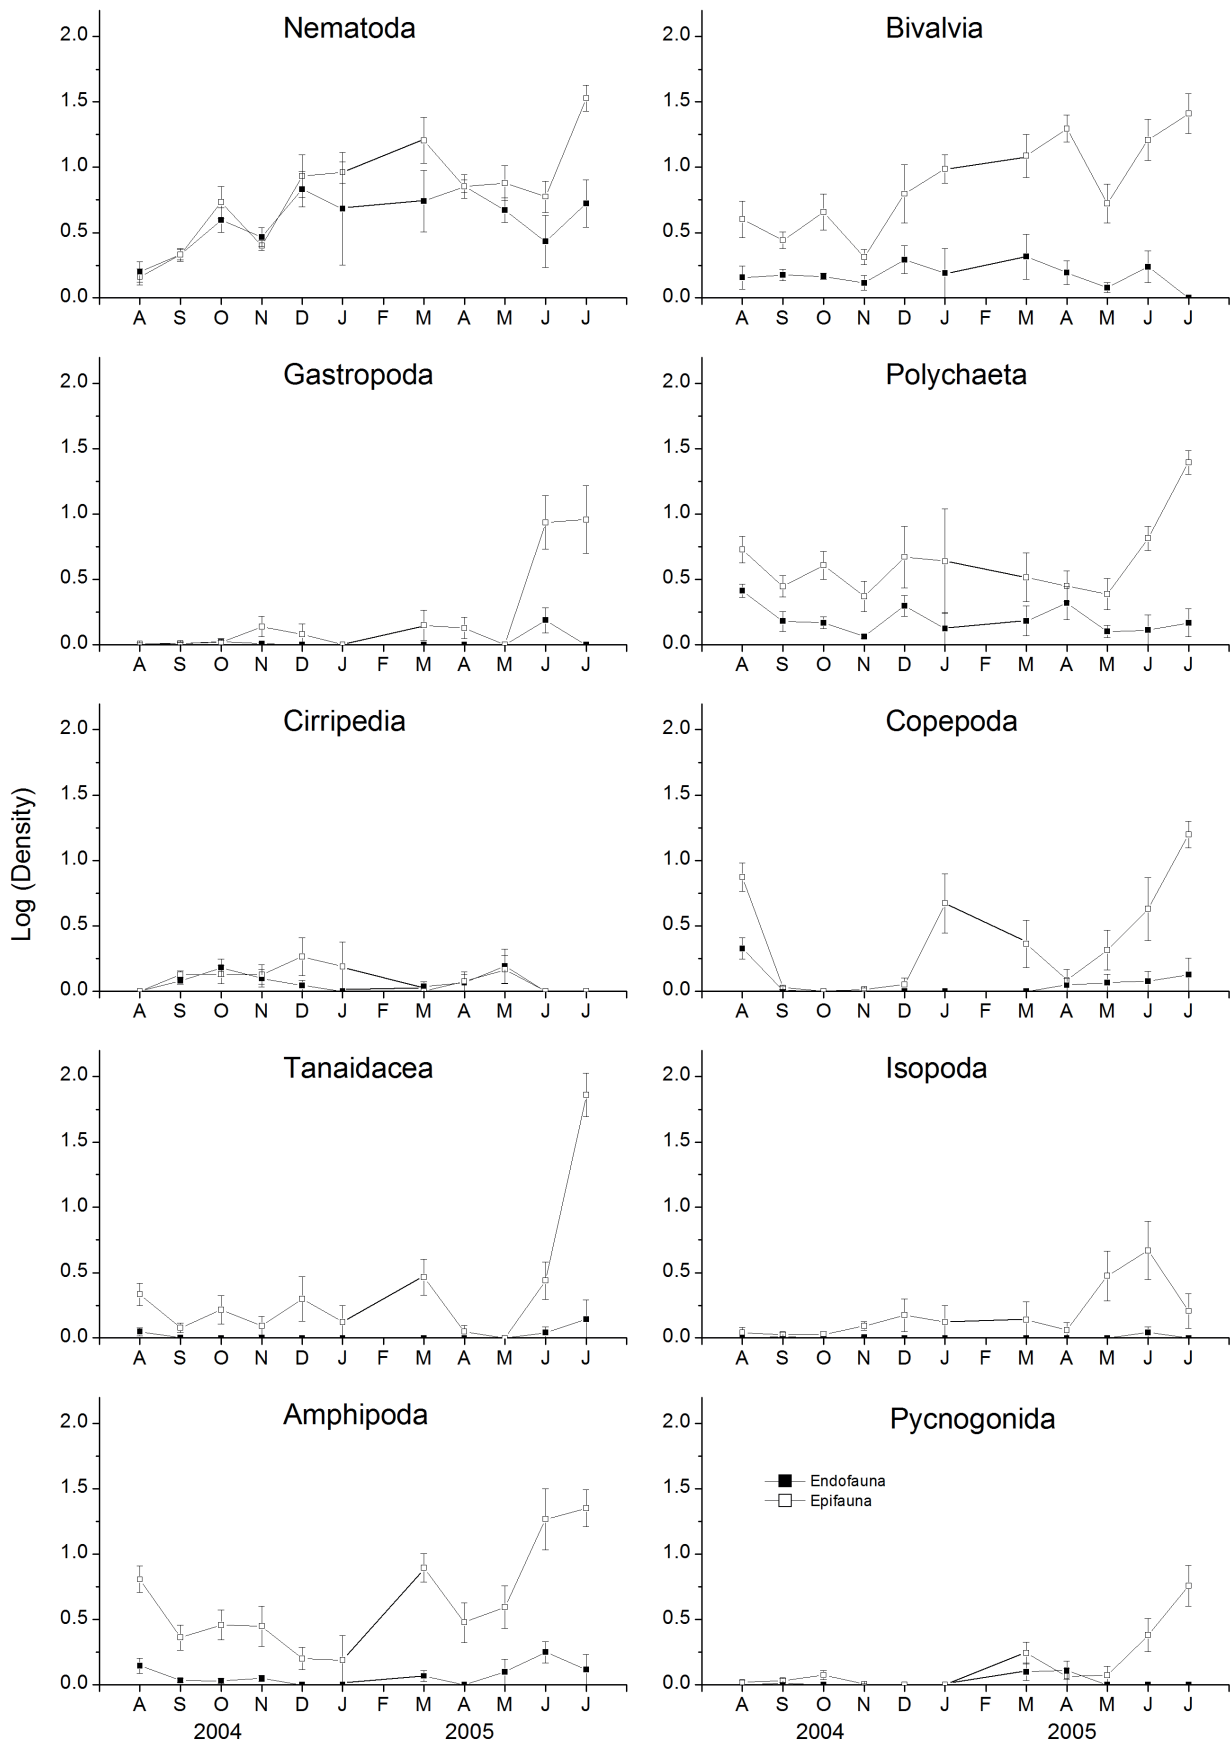 Nematoda
2.0
1.5
1.0
0.5
0.0
A S O N D J F M A M J J
Bivalvia
2.0
1.5
1.0
0.5
0.0
A S O N D J F M A M J J
Gastropoda
2.0
1.5
1.0
0.5
0.0
A S O N D J F M A M J J
Polychaeta
2.0
1.5
1.0
0.5
0.0
A S O N D J F M A M J J
Log (Density)
Cirripedia
2.0
1.5
1.0
0.5
0.0
A S O N D J F M A M J J
Copepoda
2.0
1.5
1.0
0.5
0.0
A S O N D J F M A M J J
Tanaidacea
2.0
1.5
1.0
0.5
0.0
A S O N D J F M A M J J
Isopoda
2.0
1.5
1.0
0.5
0.0
A S O N D J F M A M J J
Amphipoda
2.0
1.5
1.0
0.5
0.0
A S O N D J F M A M J J
2004 2005
Pycnogonida
2.0
1.5
1.0
0.5
0.0
Endofauna
Epifauna
A S O N D J F M A M J J
2004 2005